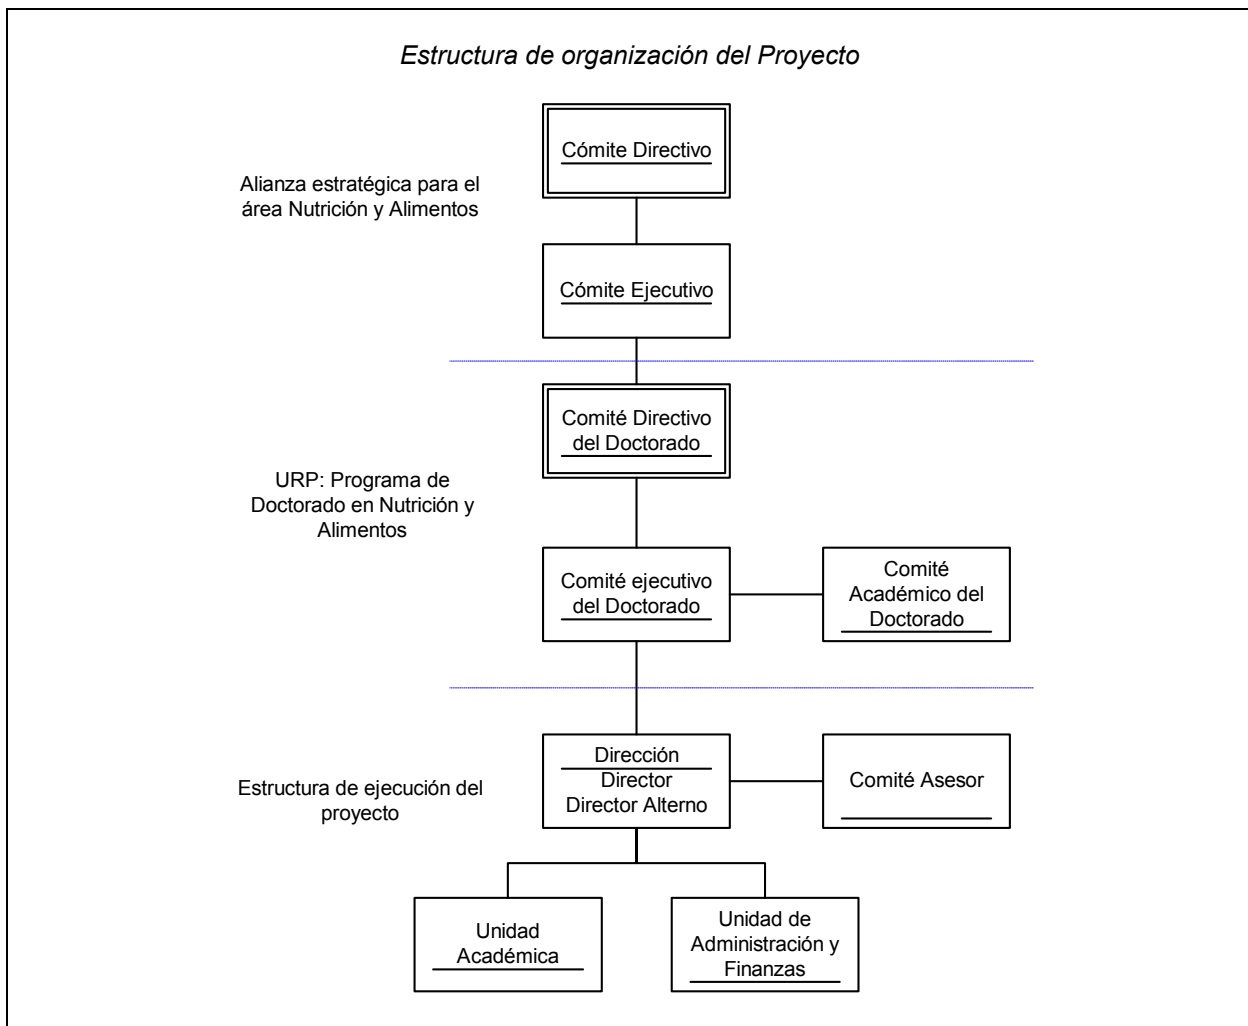 Estructura de organización del Proyecto
Cómite Directivo
Alianza estratégica para el
área Nutrición y Alimentos
Cómite Ejecutivo
Comité Directivo
del Doctorado
URP: Programa de
Doctorado en Nutrición y
Alimentos
Comité ejecutivo
del Doctorado
Comité
Académico del
Doctorado
Estructura de ejecución del
proyecto
Dirección
Director
Director Alterno
Comité Asesor
Unidad
Académica
Unidad de
Administración y
Finanzas